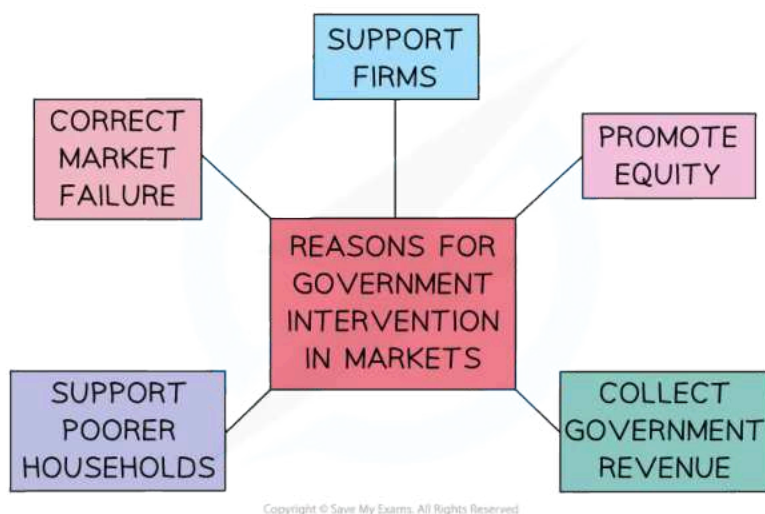 SUPPORT
FIRMS
CORRECT
MARKET
FAILURE
PROMOTE
EQUITY
REASONS FOR
GOVERNMENT
INTERVENTION
IN MARKETS
SUPPORT
POORER
HOUSEHOLDS
COLLECT
GOVERNMENT
REVENUE
Copyright © Save My Exams. All Rights Reserved